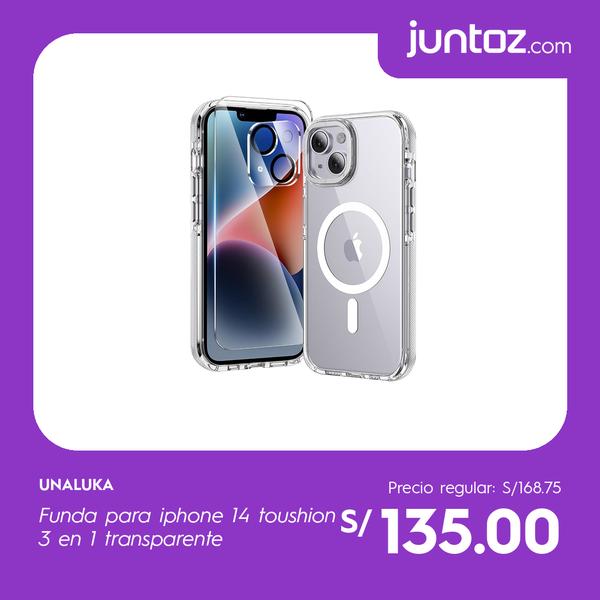 juntoz.com
UNALUKA
Funda para iphone 14 toushion
3 en 1 transparente
Precio regular: S/168.75
S/135.00